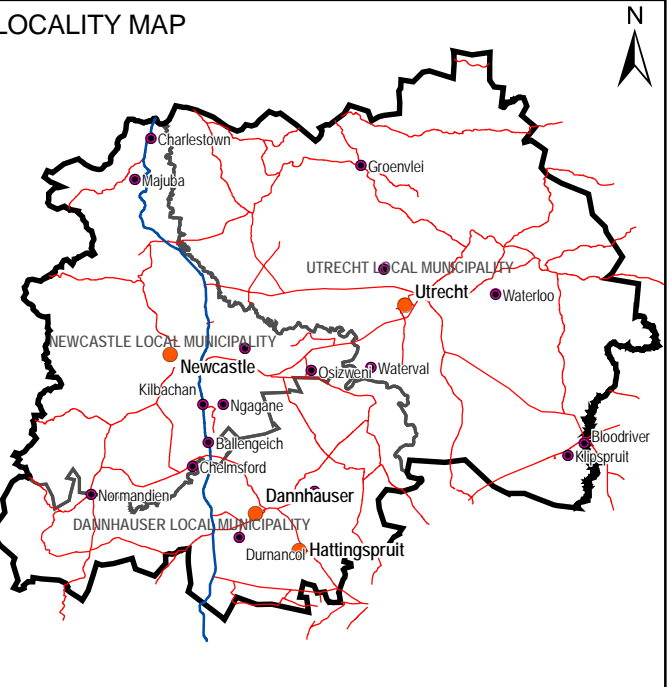 LOCALITY MAP
N
Charlestown
Groenvlei
Majuba
UTRECHT LOCAL MUNICIPALITY
Utrecht
Waterloo
NEWCASTLE LOCAL MUNICIPALITY
Newcastle
Osizweni
Waterval
Kilbachan
Ngagane
Ballengeich
Bloodriver
Klipspruit
Chelmsford
Normandien
Dannhauser
DANNHAUSER LOCAL MUNICIPALITY
Durnancol
Hattingspruit